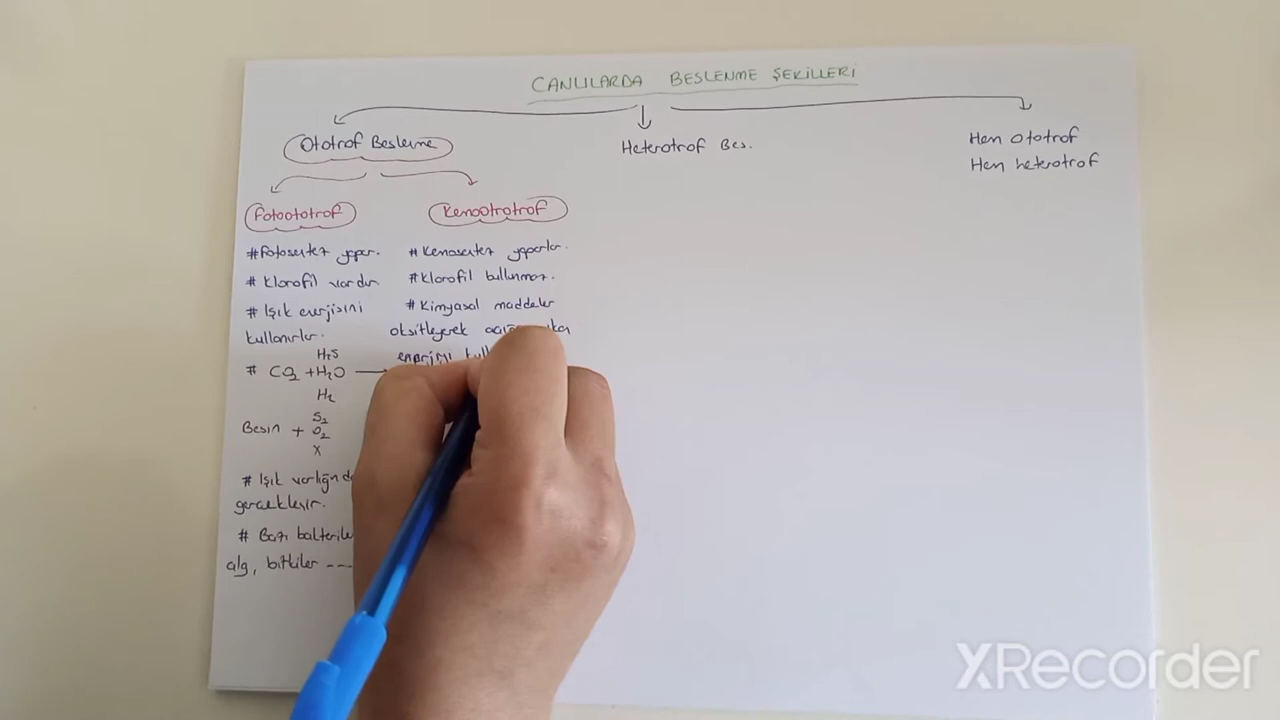 CANLILARDA BESLENME ŞEKİLLERİ
Ototrof Beslenme
Heterotrof Bes.
Hem Ototrof
Hem heterotrof
Fotoototrof
#Fotosentez yapar.
# Klorofil vardır
# Işık enerjisini
kullanırlar.
H₂S
# CO₂ + H₂O →
H₂
S₂
Besin + O₂
X
# Işık varlığında
gerçekleşir.
# Bazı bakteriler
alg, bitkiler ---
Kemoototrof
#Kemosentez yaparlar.
#Klorofil bulunmaz.
#Kimyasal maddeler
oksitleyerek
enerjiyi
XRecorder